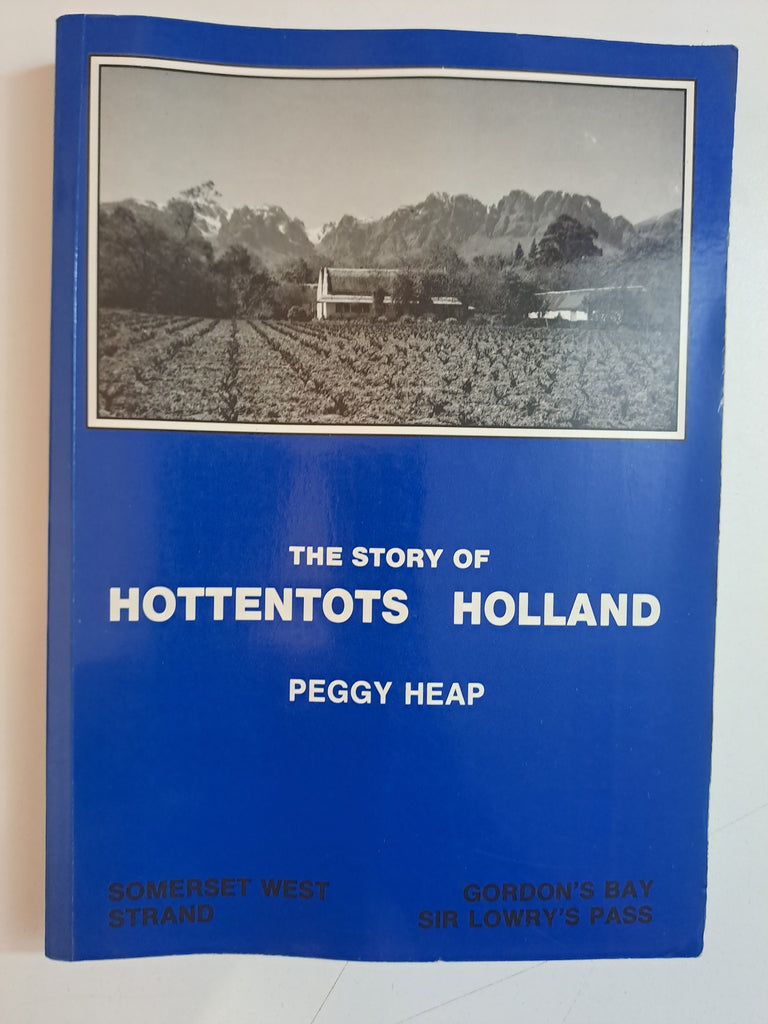 THE STORY OF
HOTTENTOTS HOLLAND
PEGGY HEAP
SOMERSET WEST
STRAND
GORDON'S BAY
SIR LOWRY'S PASS